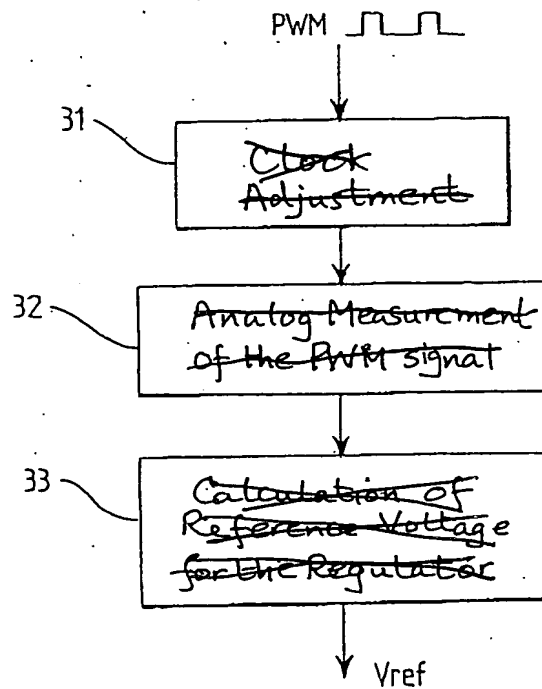 PWM
31
Clock
Adjustment
32
Analog Measurement
of the PWM signal
33
Calculation of
Reference Voltage
for the Regulator
Vref